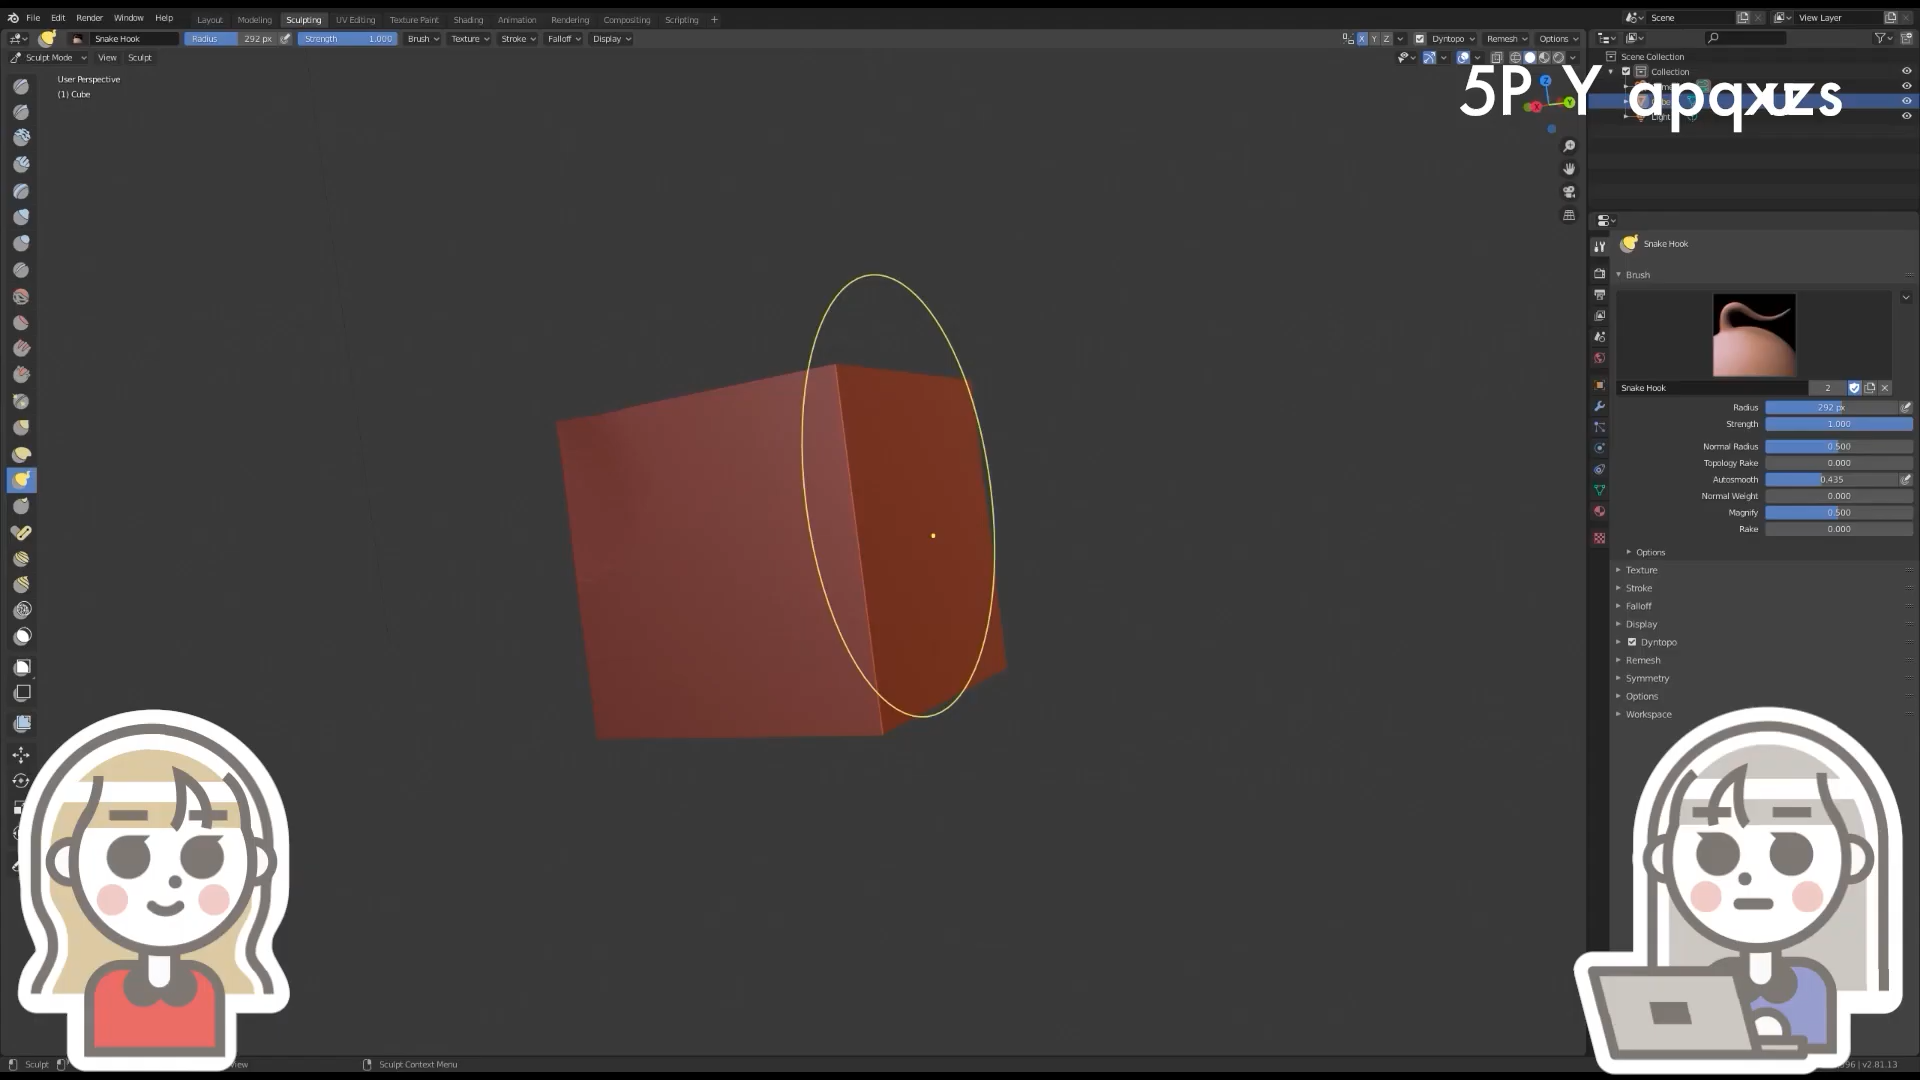 File Edit Render Window Help Layout Modeling Sculpting UV Editing Texture Paint Shading Animation Rendering Compositing Scripting + Scene View Layer
Snake Hook Radius 292 px Strength 1.000 Brush Texture Stroke Falloff Display X Y Z Dyntopo Remesh Options
Sculpt Mode View Sculpt
User Perspective
(1) Cube
Scene Collection
Collection
Light
5P Y
Z
X
Y
Snake Hook
Brush
Snake Hook 2
Radius 292 px
Strength 1.000
Normal Radius 0.500
Topology Rake 0.000
Autosmooth 0.435
Normal Weight 0.000
Magnify 0.500
Rake 0.000
Options
Texture
Stroke
Falloff
Display
Dyntopo
Remesh
Symmetry
Options
Workspace
Sculpt Sculpt Context Menu v2.81.13